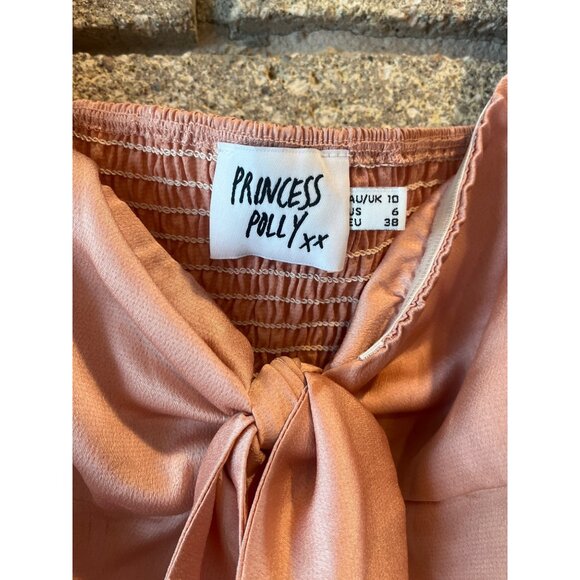 PRINCESS
POLLY xx
AU/UK 10
US 6
EU 38